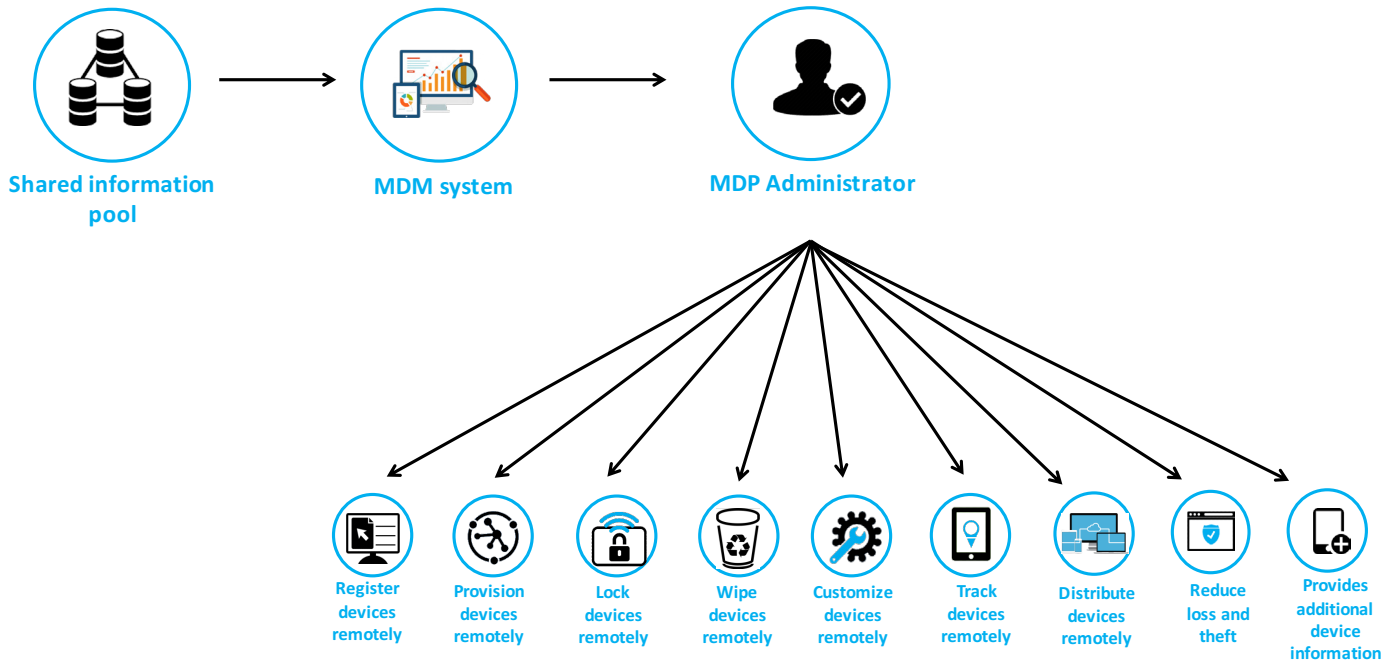 Shared information
pool
MDM system
MDP Administrator
Register
devices
remotely
Provision
devices
remotely
Lock
devices
remotely
Wipe
devices
remotely
Customize
devices
remotely
Track
devices
remotely
Distribute
devices
remotely
Reduce
loss and
theft
Provides
additional
device
information